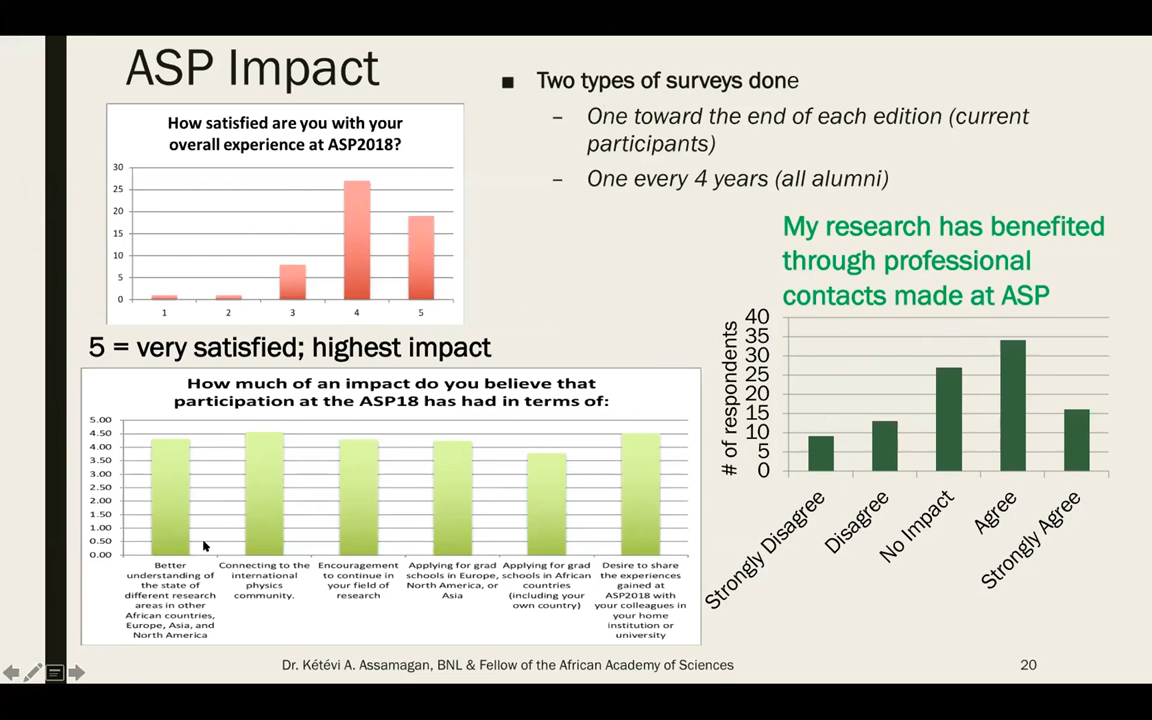 ASP Impact
How satisfied are you with your
overall experience at ASP2018?
30
25
20
15
10
5
0
1 2 3 4 5
5 = very satisfied; highest impact
How much of an impact do you believe that
participation at the ASP18 has had in terms of:
5.00
4.50
4.00
3.50
3.00
2.50
2.00
1.50
1.00
0.50
0.00
Better
understanding of
the state of
different research
areas in other
African countries,
Europe, Asia, and
North America
Connecting to the
international
physics
community.
Encouragement
to continue in
your field of
research
Applying for grad
schools in Europe,
North America, or
Asia
Applying for grad
schools in African
countries
(including your
own country)
Desire to share
the experiences
gained at
ASP2018 with
your colleagues in
your home
institution or
university
■ Two types of surveys done
– One toward the end of each edition (current
participants)
– One every 4 years (all alumni)
My research has benefited
through professional
contacts made at ASP
# of respondents
40
35
30
25
20
15
10
5
0
Strongly Disagree
Disagree
No Impact
Agree
Strongly Agree
Dr. Kétévi A. Assamagan, BNL & Fellow of the African Academy of Sciences
20